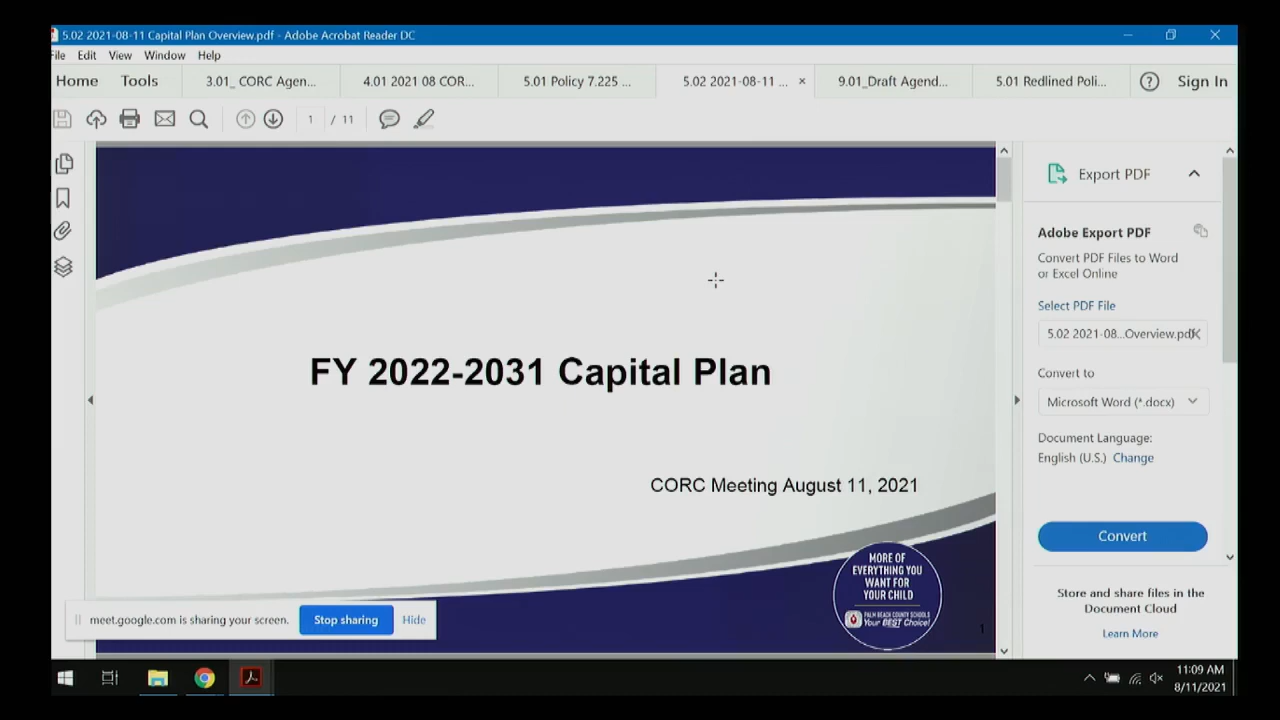 5.02 2021-08-11 Capital Plan Overview.pdf - Adobe Acrobat Reader DC
File Edit View Window Help
Home Tools 3.01_ CORC Agen... 4.01 2021 08 COR... 5.01 Policy 7.225 ... 5.02 2021-08-11 ... × 9.01_Draft Agend... 5.01 Redlined Poli... Sign In
1 / 11
Export PDF
Adobe Export PDF
Convert PDF Files to Word
or Excel Online
Select PDF File
5.02 2021-08...Overview.pdf
Convert to
Microsoft Word (*.docx)
Document Language:
English (U.S.) Change
Convert
Store and share files in the
Document Cloud
Learn More
FY 2022-2031 Capital Plan
CORC Meeting August 11, 2021
MORE OF
EVERYTHING YOU
WANT FOR
YOUR CHILD
PALM BEACH COUNTY SCHOOLS
Your BEST Choice!
1
meet.google.com is sharing your screen. Stop sharing Hide
11:09 AM
8/11/2021